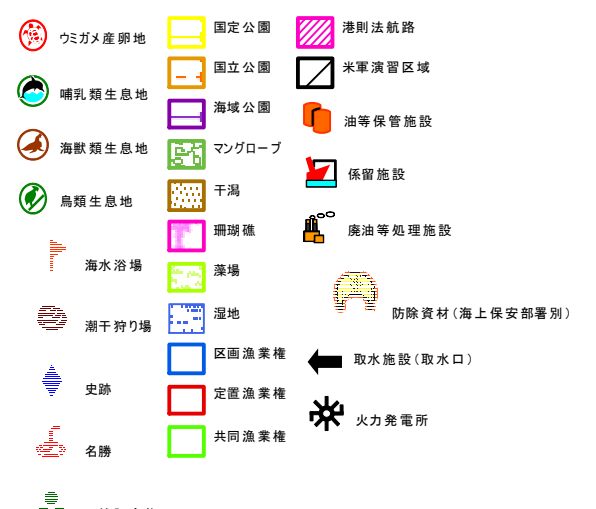 ウミガメ産卵地
哺乳類生息地
海獣類生息地
鳥類生息地
海水浴場
潮干狩り場
史跡
名勝
国定公園
国立公園
海域公園
マングローブ
干潟
珊瑚礁
藻場
湿地
区画漁業権
定置漁業権
共同漁業権
港則法航路
米軍演習区域
油等保管施設
係留施設
廃油等処理施設
防除資材(海上保安部署別)
取水施設(取水口)
火力発電所